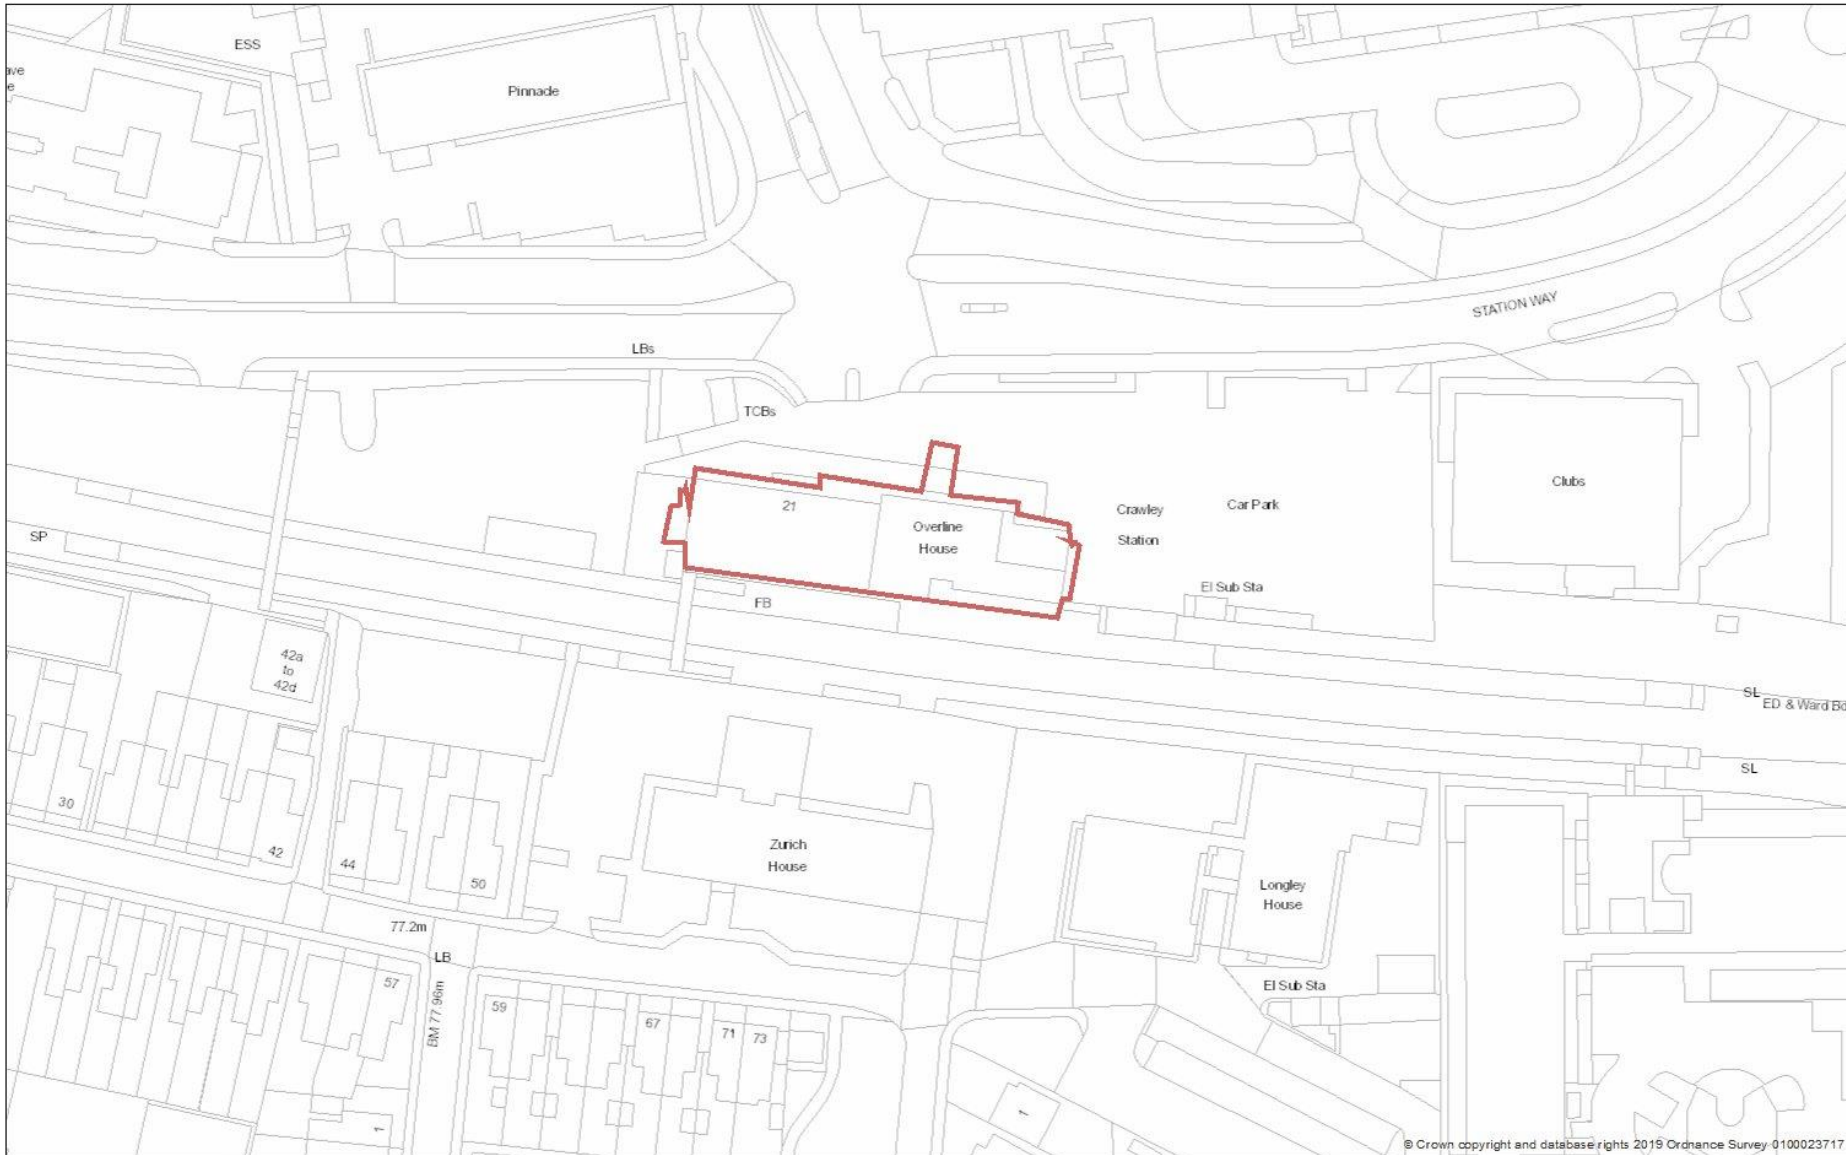 ESS
ave
e
Pinnade
STATION WAY
LBs
TCBs
Clubs
21
Crawley
Station
Car Park
Overline
House
SP
El Sub Sta
FB
42a
to
42d
SL
ED & Ward Bd
SL
30
42
44
50
Zurich
House
Longley
House
77.2m
LB
57
BM 77.96m
59
67
71
73
El Sub Sta
1
1
© Crown copyright and database rights 2019 Ordnance Survey 0100023717